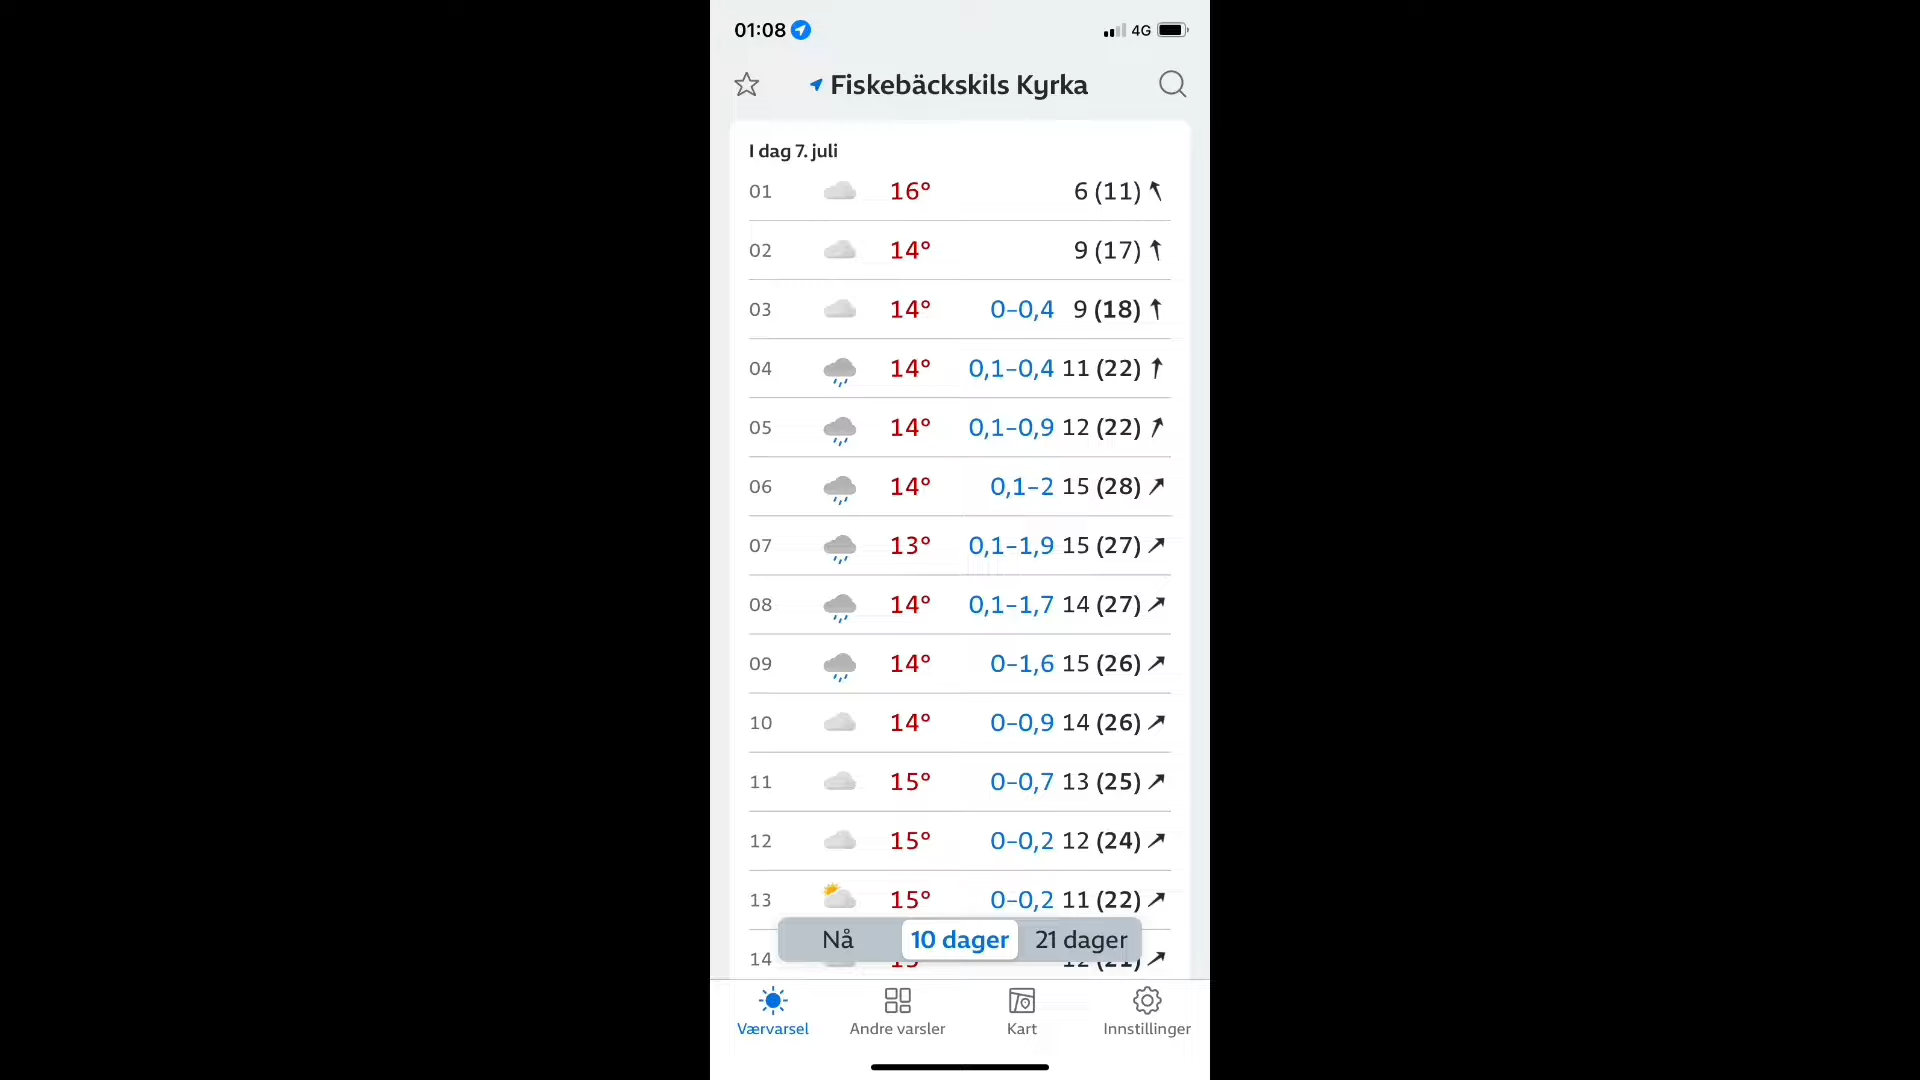 01:08 4G
Fiskebäckskils Kyrka
I dag 7. juli
01 16° 6 (11)
02 14° 9 (17)
03 14° 0–0,4 9 (18)
04 14° 0,1–0,4 11 (22)
05 14° 0,1–0,9 12 (22)
06 14° 0,1–2 15 (28)
07 13° 0,1–1,9 15 (27)
08 14° 0,1–1,7 14 (27)
09 14° 0–1,6 15 (26)
10 14° 0–0,9 14 (26)
11 15° 0–0,7 13 (25)
12 15° 0–0,2 12 (24)
13 15° 0–0,2 11 (22)
Nå 10 dager 21 dager
14 15 12 (21)
Værvarsel Andre varsler Kart Innstillinger